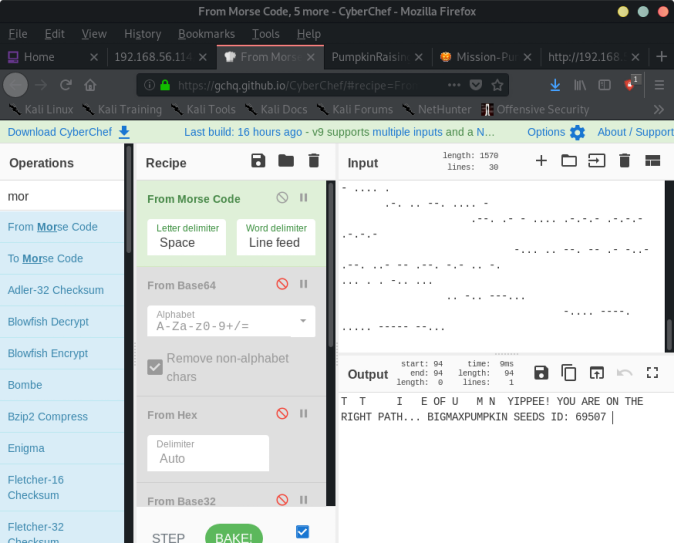 From Morse Code, 5 more - CyberChef - Mozilla Firefox
File Edit View History Bookmarks Tools Help
Home
192.168.56.114
From Mors
PumpkinRaisin
Mission-Pu
http://192.168.
https://gchq.github.io/CyberChef/#recipe=Fro
1
Kali Linux Kali Training Kali Tools Kali Docs Kali Forums NetHunter Offensive Security
Download CyberChef Last build: 16 hours ago - v9 supports multiple inputs and a N... Options About / Support
Operations
mor
From Morse Code
To Morse Code
Adler-32 Checksum
Blowfish Decrypt
Blowfish Encrypt
Bombe
Bzip2 Compress
Enigma
Fletcher-16
Checksum
Fletcher-32
Checksum
Recipe
From Morse Code
Letter delimiter
Space
Word delimiter
Line feed
From Base64
Alphabet
A-Za-z0-9+/=
Remove non-alphabet
chars
From Hex
Delimiter
Auto
From Base32
STEP
BAKE!
Input
length: 1570
lines: 30
- .... .
.-. .. --. .... -
.--. .- - .... .-.-.- .-.-.-
.-.-.-
-... .. --. -- .- -..-
.--. ..- -- .--. -.- .. -.
... . . -.. ...
.. -.. ---...
-.... ----.
..... ----- --...
Output
start: 94
end: 94
length: 0
time: 9ms
length: 94
lines: 1
T T I E OF U M N YIPPEE! YOU ARE ON THE
RIGHT PATH... BIGMAXPUMPKIN SEEDS ID: 69507